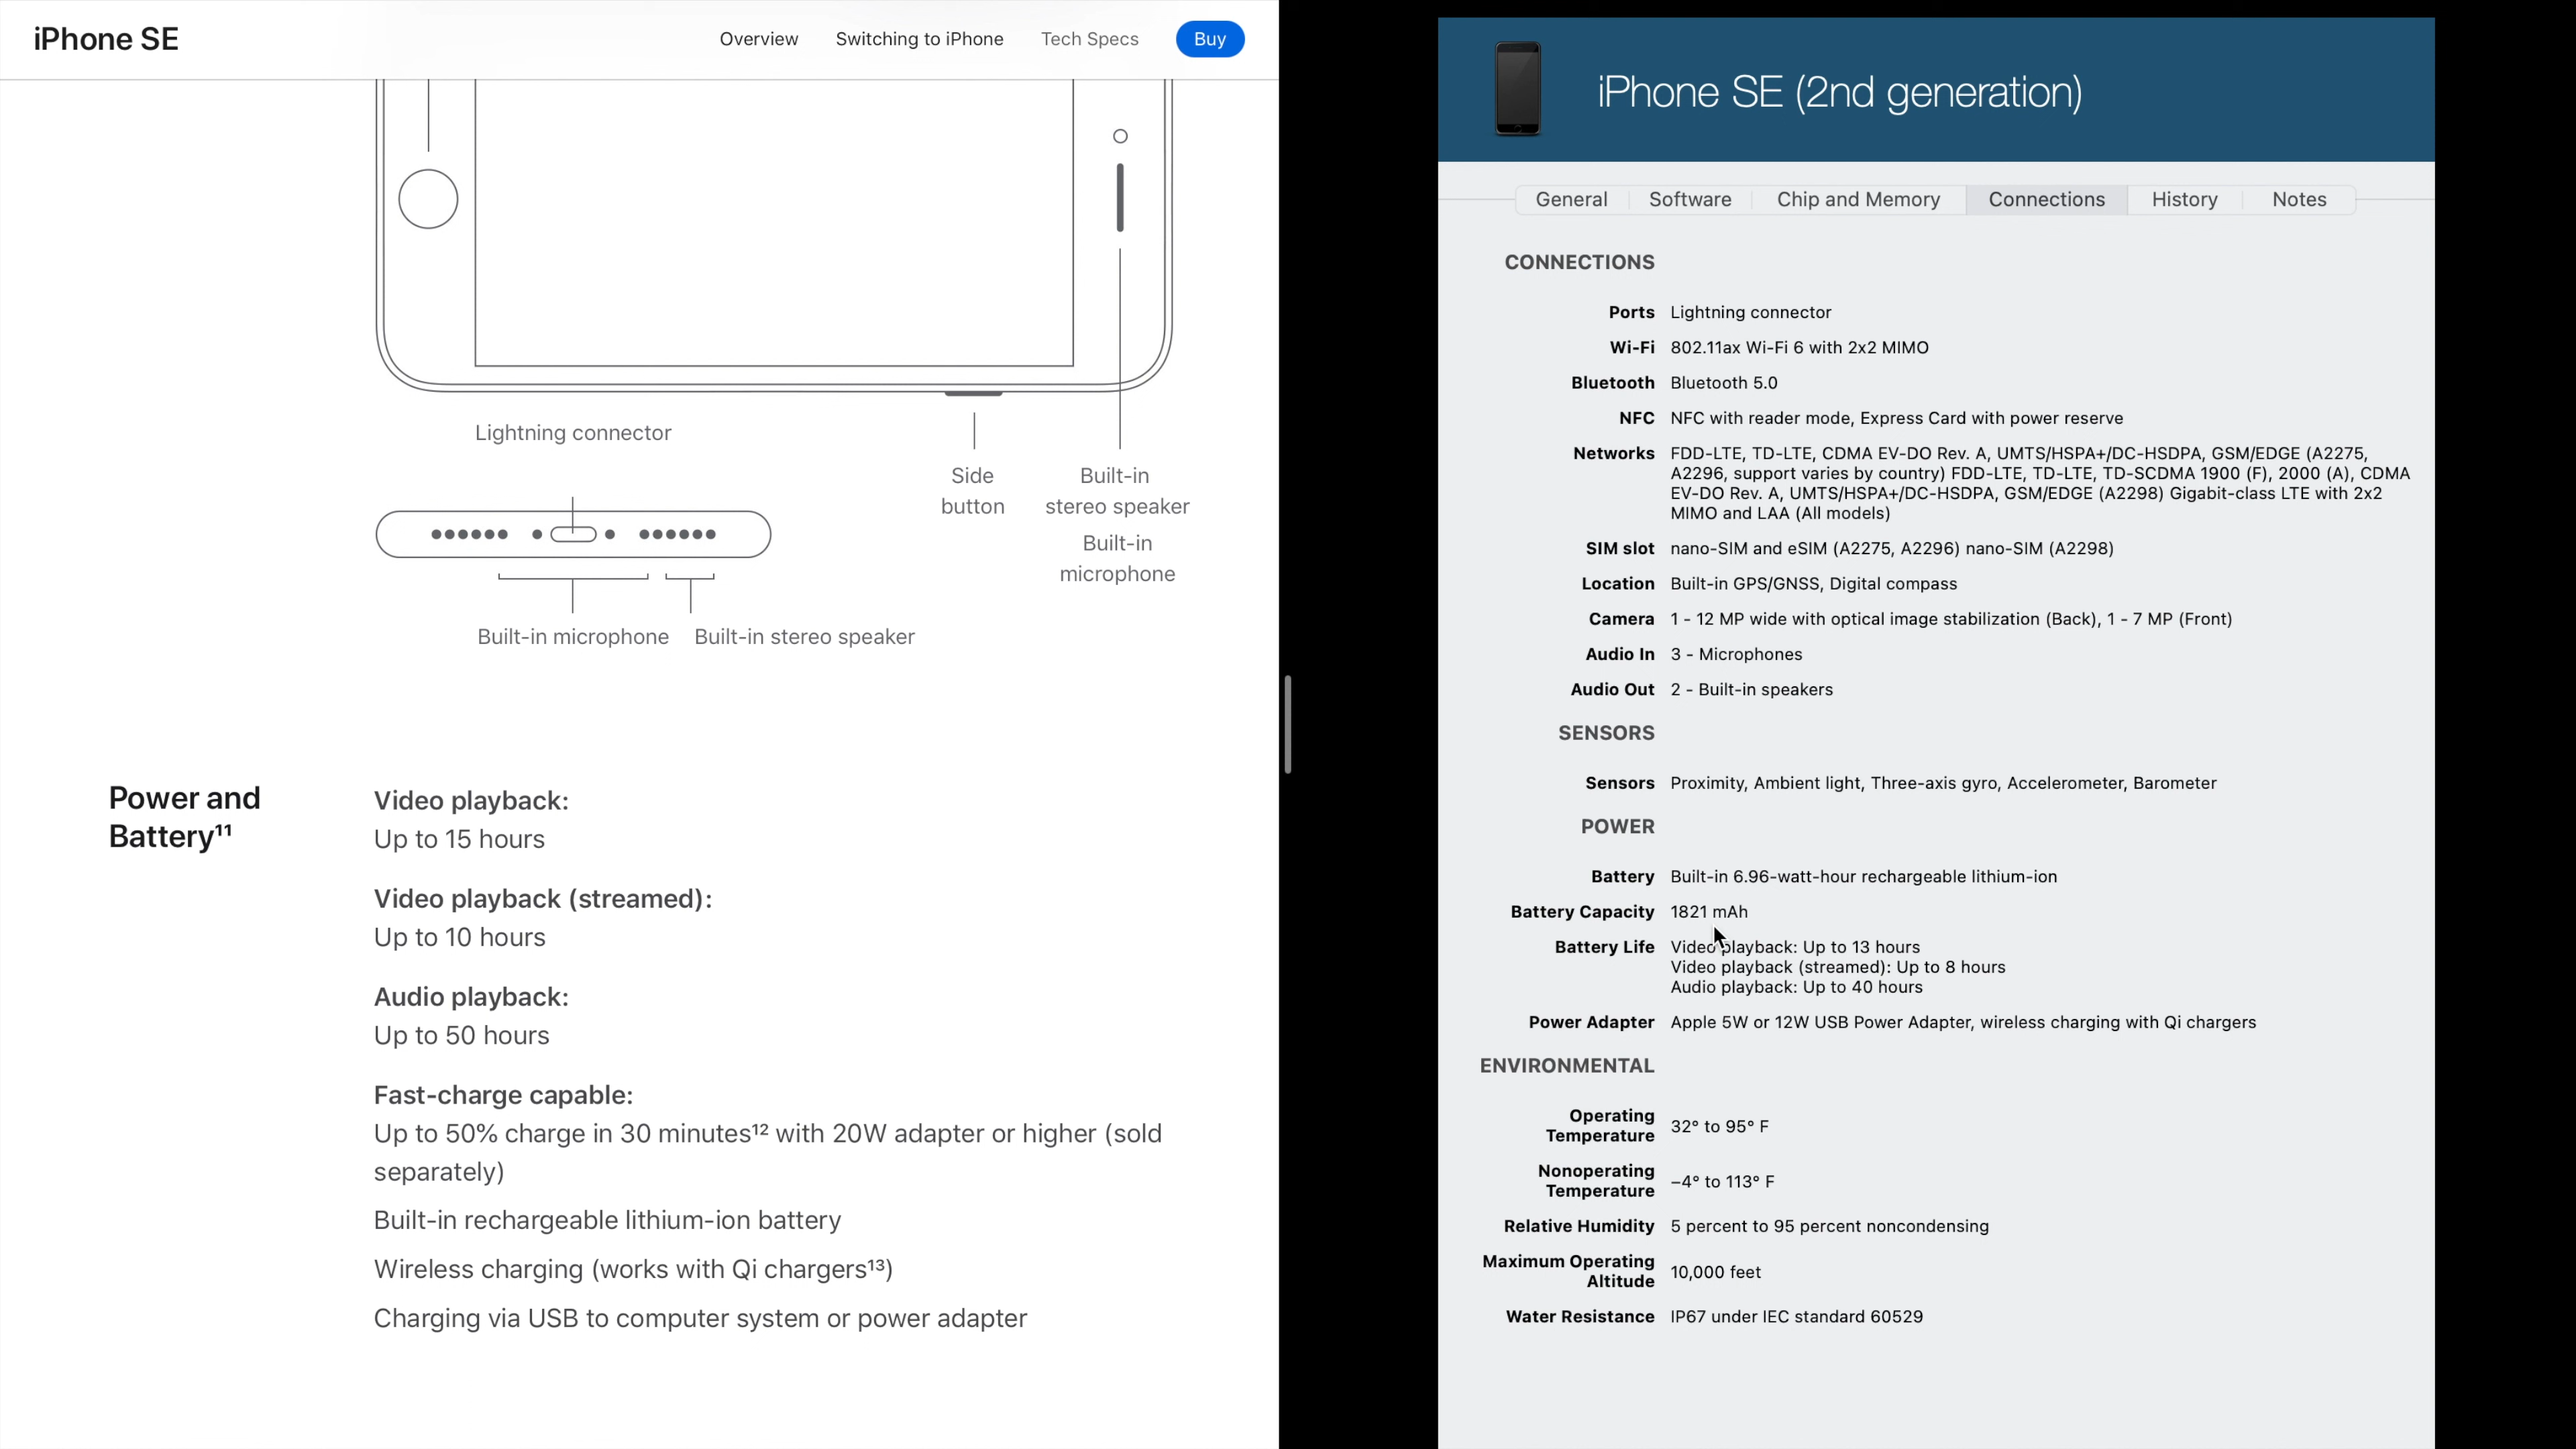 iPhone SE
Overview
Switching to iPhone
Tech Specs
Buy
Lightning connector
Side
button
Built-in
stereo speaker
Built-in
microphone
Built-in microphone
Built-in stereo speaker
Power and
Battery¹¹
Video playback:
Up to 15 hours
Video playback (streamed):
Up to 10 hours
Audio playback:
Up to 50 hours
Fast-charge capable:
Up to 50% charge in 30 minutes¹² with 20W adapter or higher (sold
separately)
Built-in rechargeable lithium-ion battery
Wireless charging (works with Qi chargers¹³)
Charging via USB to computer system or power adapter
iPhone SE (2nd generation)
General
Software
Chip and Memory
Connections
History
Notes
CONNECTIONS
Ports Lightning connector
Wi-Fi 802.11ax Wi-Fi 6 with 2x2 MIMO
Bluetooth Bluetooth 5.0
NFC NFC with reader mode, Express Card with power reserve
Networks FDD-LTE, TD-LTE, CDMA EV-DO Rev. A, UMTS/HSPA+/DC-HSDPA, GSM/EDGE (A2275,
A2296, support varies by country) FDD-LTE, TD-LTE, TD-SCDMA 1900 (F), 2000 (A), CDMA
EV-DO Rev. A, UMTS/HSPA+/DC-HSDPA, GSM/EDGE (A2298) Gigabit-class LTE with 2x2
MIMO and LAA (All models)
SIM slot nano-SIM and eSIM (A2275, A2296) nano-SIM (A2298)
Location Built-in GPS/GNSS, Digital compass
Camera 1 - 12 MP wide with optical image stabilization (Back), 1 - 7 MP (Front)
Audio In 3 - Microphones
Audio Out 2 - Built-in speakers
SENSORS
Sensors Proximity, Ambient light, Three-axis gyro, Accelerometer, Barometer
POWER
Battery Built-in 6.96-watt-hour rechargeable lithium-ion
Battery Capacity 1821 mAh
Battery Life Video playback: Up to 13 hours
Video playback (streamed): Up to 8 hours
Audio playback: Up to 40 hours
Power Adapter Apple 5W or 12W USB Power Adapter, wireless charging with Qi chargers
ENVIRONMENTAL
Operating
Temperature 32° to 95° F
Nonoperating
Temperature –4° to 113° F
Relative Humidity 5 percent to 95 percent noncondensing
Maximum Operating
Altitude 10,000 feet
Water Resistance IP67 under IEC standard 60529